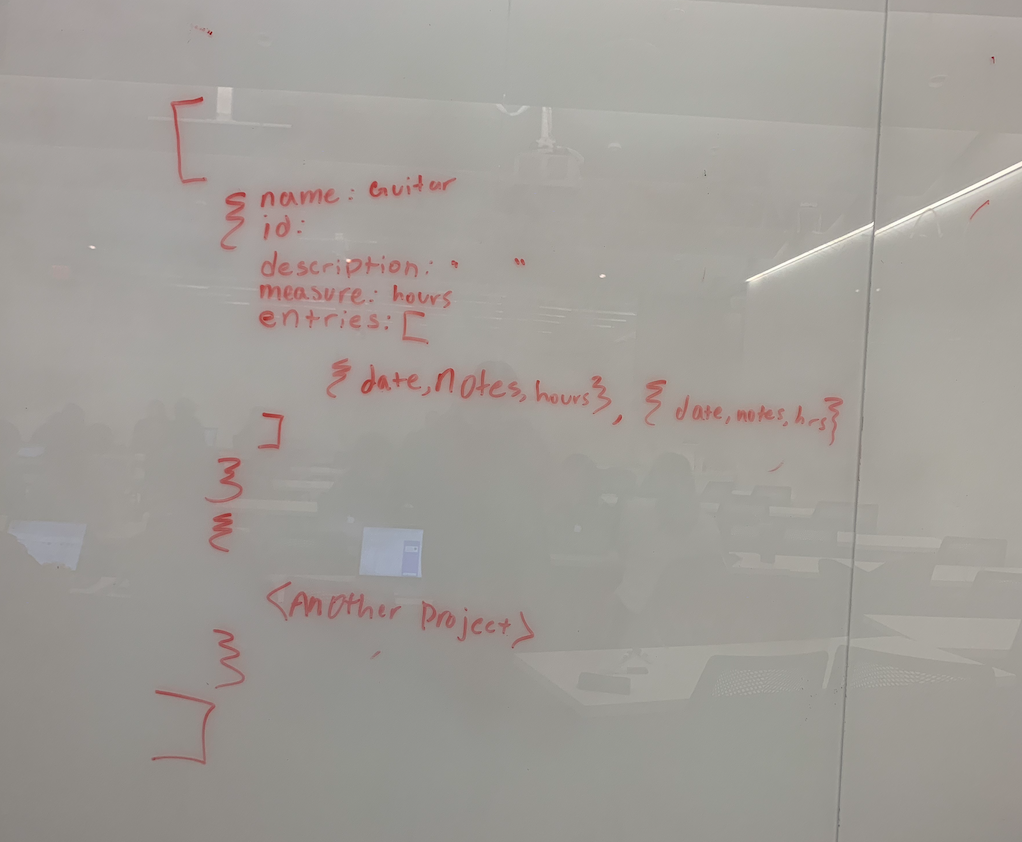 [
{ name: Guitar
id:
description: " "
measure: hours
entries: [
{ date, notes, hours}, { date, notes, hrs}
]
}
{
<Another Project>
}
]